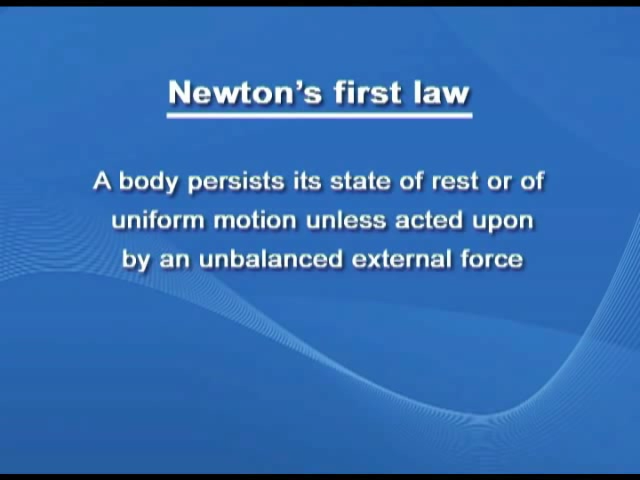 Newton's first law
A body persists its state of rest or of
uniform motion unless acted upon
by an unbalanced external force